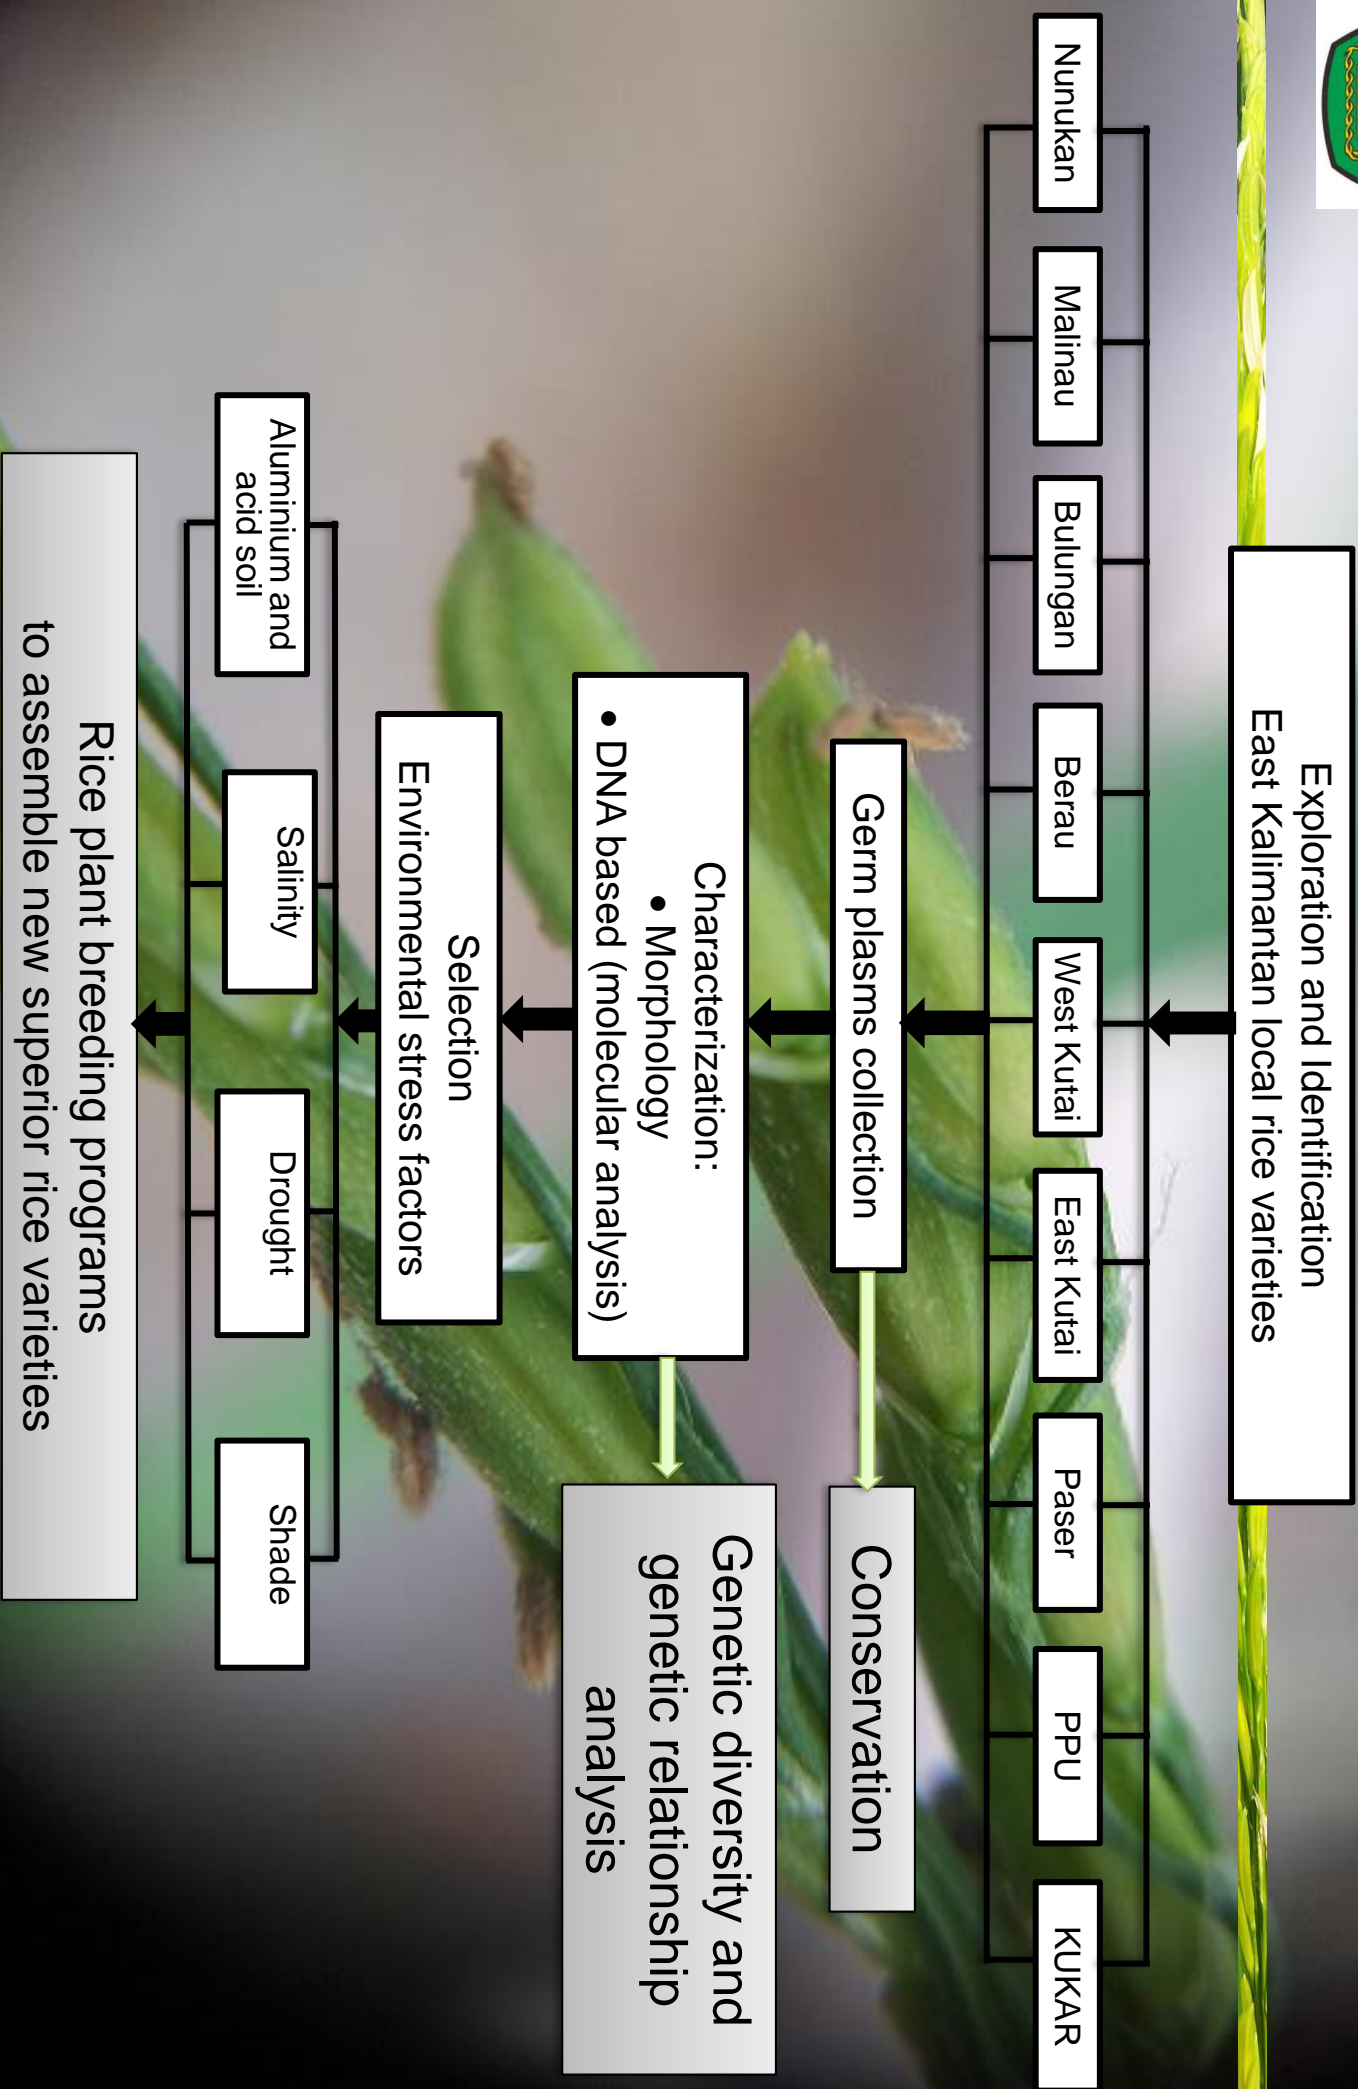 Exploration and Identification
East Kalimantan local rice varieties
Nunukan
Malinau
Bulungan
Berau
West Kutai
East Kutai
Paser
PPU
KUKAR
Germ plasms collection
Conservation
Characterization:
• Morphology
• DNA based (molecular analysis)
Genetic diversity and
genetic relationship
analysis
Selection
Environmental stress factors
Aluminium and
acid soil
Salinity
Drought
Shade
Rice plant breeding programs
to assemble new superior rice varieties